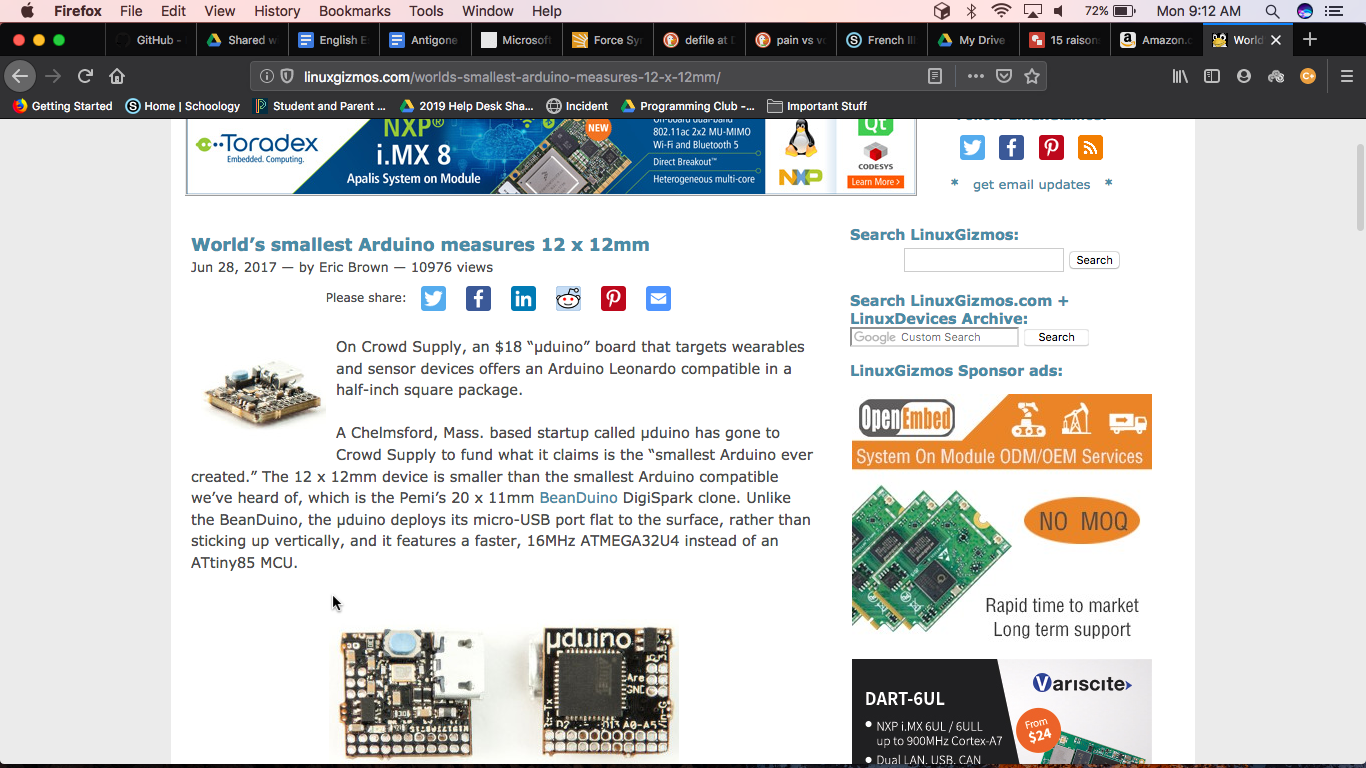 Firefox File Edit View History Bookmarks Tools Window Help 72% Mon 9:12 AM
GitHub - Shared w English E Antigone Microsoft Force Sy defile at D pain vs v French III My Drive 15 raison Amazon.c World
linuxgizmos.com/worlds-smallest-arduino-measures-12-x-12mm/
Getting Started Home | Schoology Student and Parent ... 2019 Help Desk Sha... Incident Programming Club -... Important Stuff
Toradex
Embedded. Computing.
NXP®
i.MX 8
Apalis System on Module
NEW
On-board dual-band
802.11ac 2x2 MU-MIMO
Wi-Fi and Bluetooth 5
Direct Breakout™
Heterogeneous multi-core
NXP
Qt
CODESYS
Learn More >
* get email updates *
World's smallest Arduino measures 12 x 12mm
Jun 28, 2017 — by Eric Brown — 10976 views
Please share:
On Crowd Supply, an $18 “µduino” board that targets wearables
and sensor devices offers an Arduino Leonardo compatible in a
half-inch square package.
A Chelmsford, Mass. based startup called µduino has gone to
Crowd Supply to fund what it claims is the “smallest Arduino ever
created.” The 12 x 12mm device is smaller than the smallest Arduino compatible
we’ve heard of, which is the Pemi’s 20 x 11mm BeanDuino DigiSpark clone. Unlike
the BeanDuino, the µduino deploys its micro-USB port flat to the surface, rather than
sticking up vertically, and it features a faster, 16MHz ATMEGA32U4 instead of an
ATtiny85 MCU.
µduino
Are
GND
D2
D13 A0-A5
Search LinuxGizmos:
Search
Search LinuxGizmos.com +
LinuxDevices Archive:
Google Custom Search Search
LinuxGizmos Sponsor ads:
OpenEmbed
System On Module ODM/OEM Services
NO MOQ
Rapid time to market
Long term support
Variscite
DART-6UL
NXP i.MX 6UL / 6ULL
up to 900MHz Cortex-A7
Dual LAN, USB, CAN
From
$24